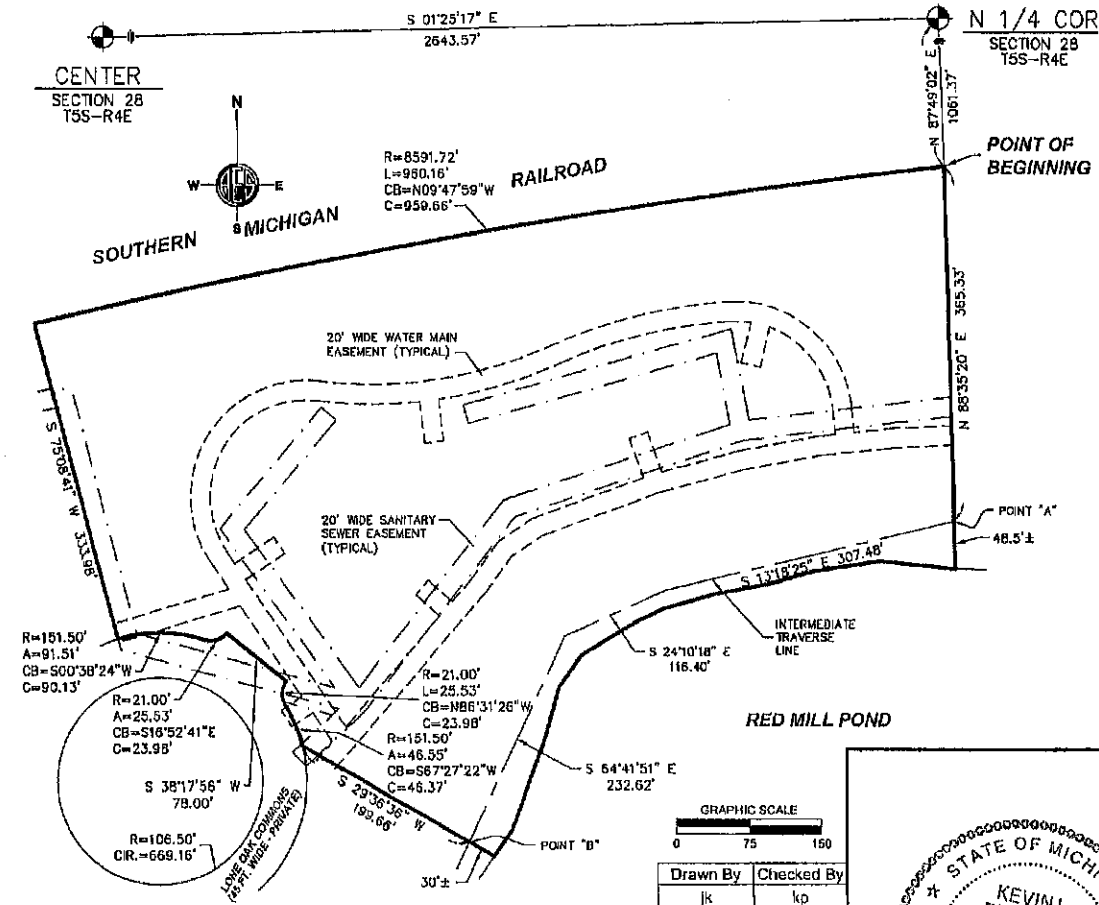 S 01°25'17" E
2643.57'
N 1/4 COR
SECTION 28
T5S-R4E
CENTER
SECTION 28
T5S-R4E
N 87°49'02" E
1061.37'
N
W
E
S
POINT OF
BEGINNING
R=8591.72'
L=960.16'
CB=N09°47'59"W
C=959.66'
SOUTHERN MICHIGAN RAILROAD
20' WIDE WATER MAIN
EASEMENT (TYPICAL)
N 88°35'20" E 365.33'
S 75°08'41" W 333.98'
20' WIDE SANITARY
SEWER EASEMENT
(TYPICAL)
POINT "A"
48.5'±
S 13°18'25" E 307.48'
INTERMEDIATE
TRAVERSE
LINE
S 24°10'18" E
116.40'
R=151.50'
A=91.51'
CB=S00°38'24"W
C=90.13'
R=21.00'
A=25.53'
CB=S16°52'41"E
C=23.98'
R=21.00'
L=25.53'
CB=N86°31'26"W
C=23.98'
R=151.50'
A=46.55'
CB=S67°27'22"W
C=46.37'
RED MILL POND
S 38°17'56" W
78.00'
R=106.50'
CIR.=669.16'
LONE OAK COMMONS
(45 FT. WIDE - PRIVATE)
S 29°36'36" W
199.66'
S 64°41'51" E
232.62'
POINT "B"
30'±
GRAPHIC SCALE
0 75 150
Drawn By Checked By
jk kp
STATE OF MICHI
KEVIN